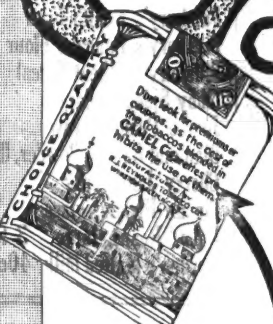 CHOICE QUALITY
Don't look for premiums or
coupons, as the cost of
the tobaccos blended in
CAMEL Cigarettes pro-
hibits the use of them.
R.J. REYNOLDS TOBACCO CO.